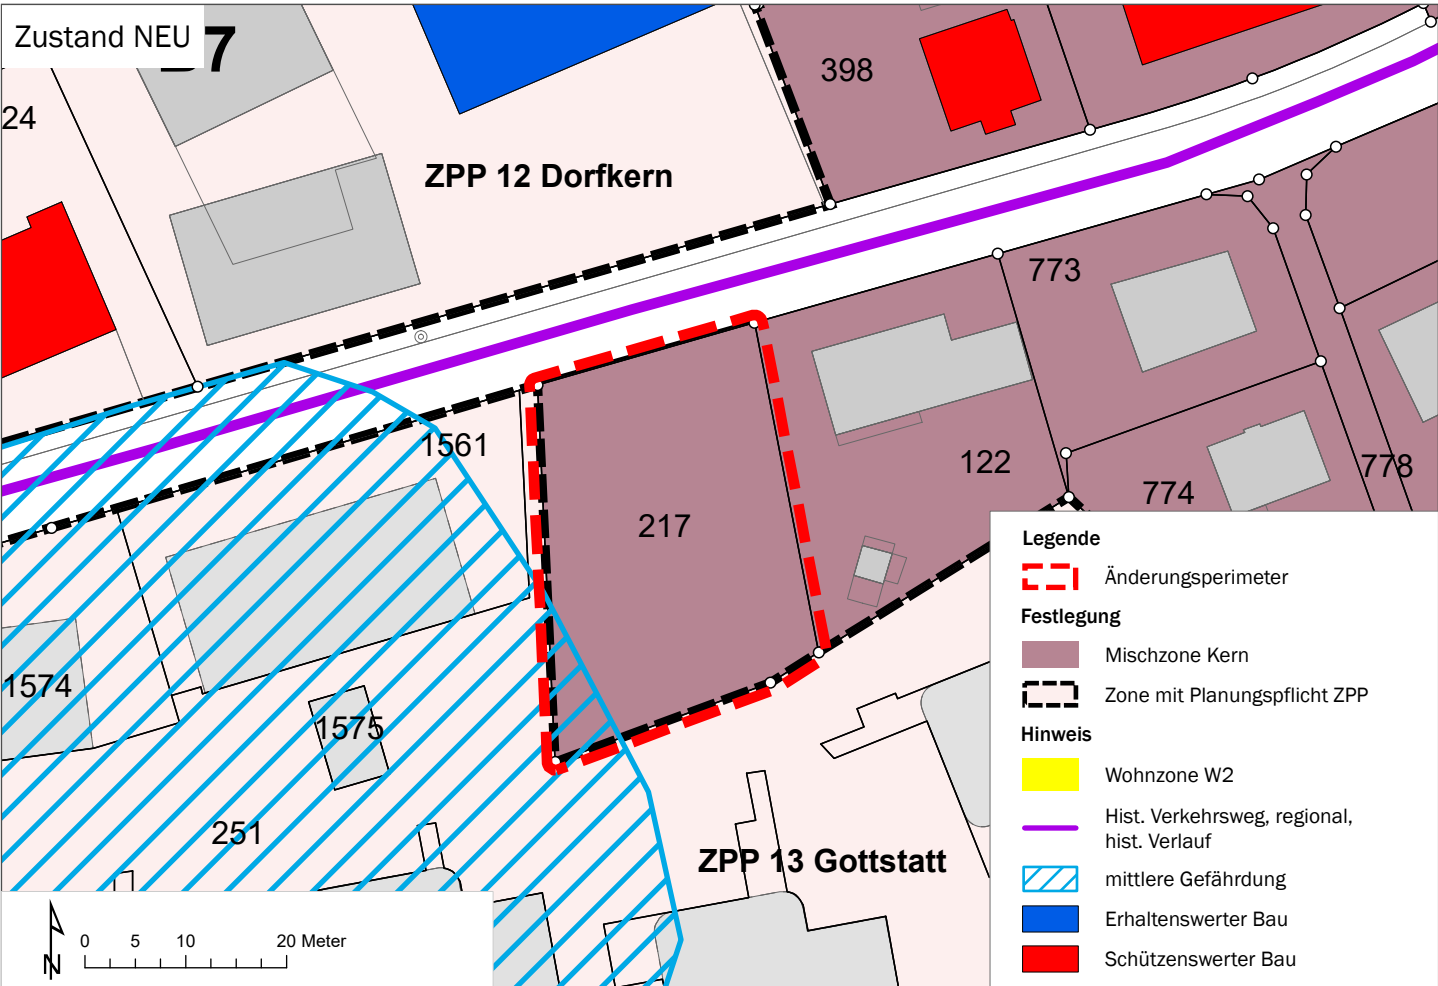 Zustand NEU
7
24
398
ZPP 12 Dorfkern
773
1561
122
774
778
217
1574
1575
251
ZPP 13 Gottstatt
Legende
Änderungsperimeter
Festlegung
Mischzone Kern
Zone mit Planungspflicht ZPP
Hinweis
Wohnzone W2
Hist. Verkehrsweg, regional,
hist. Verlauf
mittlere Gefährdung
Erhaltenswerter Bau
Schützenswerter Bau
N
0 5 10 20 Meter